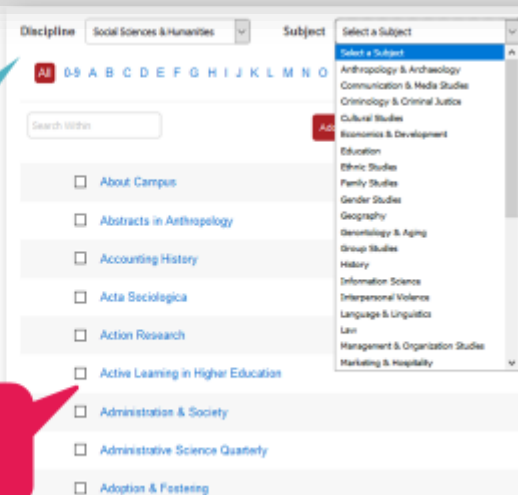 Discipline Social Sciences & Humanities Subject Select a Subject
Select a Subject
All 0-9 A B C D E F G H I J K L M N O
Anthropology & Archaeology
Communication & Media Studies
Criminology & Criminal Justice
Cultural Studies
Economics & Development
Education
Ethnic Studies
Family Studies
Gender Studies
Geography
Gerontology & Aging
Group Studies
History
Information Science
Interpersonal Violence
Language & Linguistics
Law
Management & Organization Studies
Marketing & Hospitality
Search Within
About Campus
Abstracts in Anthropology
Accounting History
Acta Sociologica
Action Research
Active Learning in Higher Education
Administration & Society
Administrative Science Quarterly
Adoption & Fostering